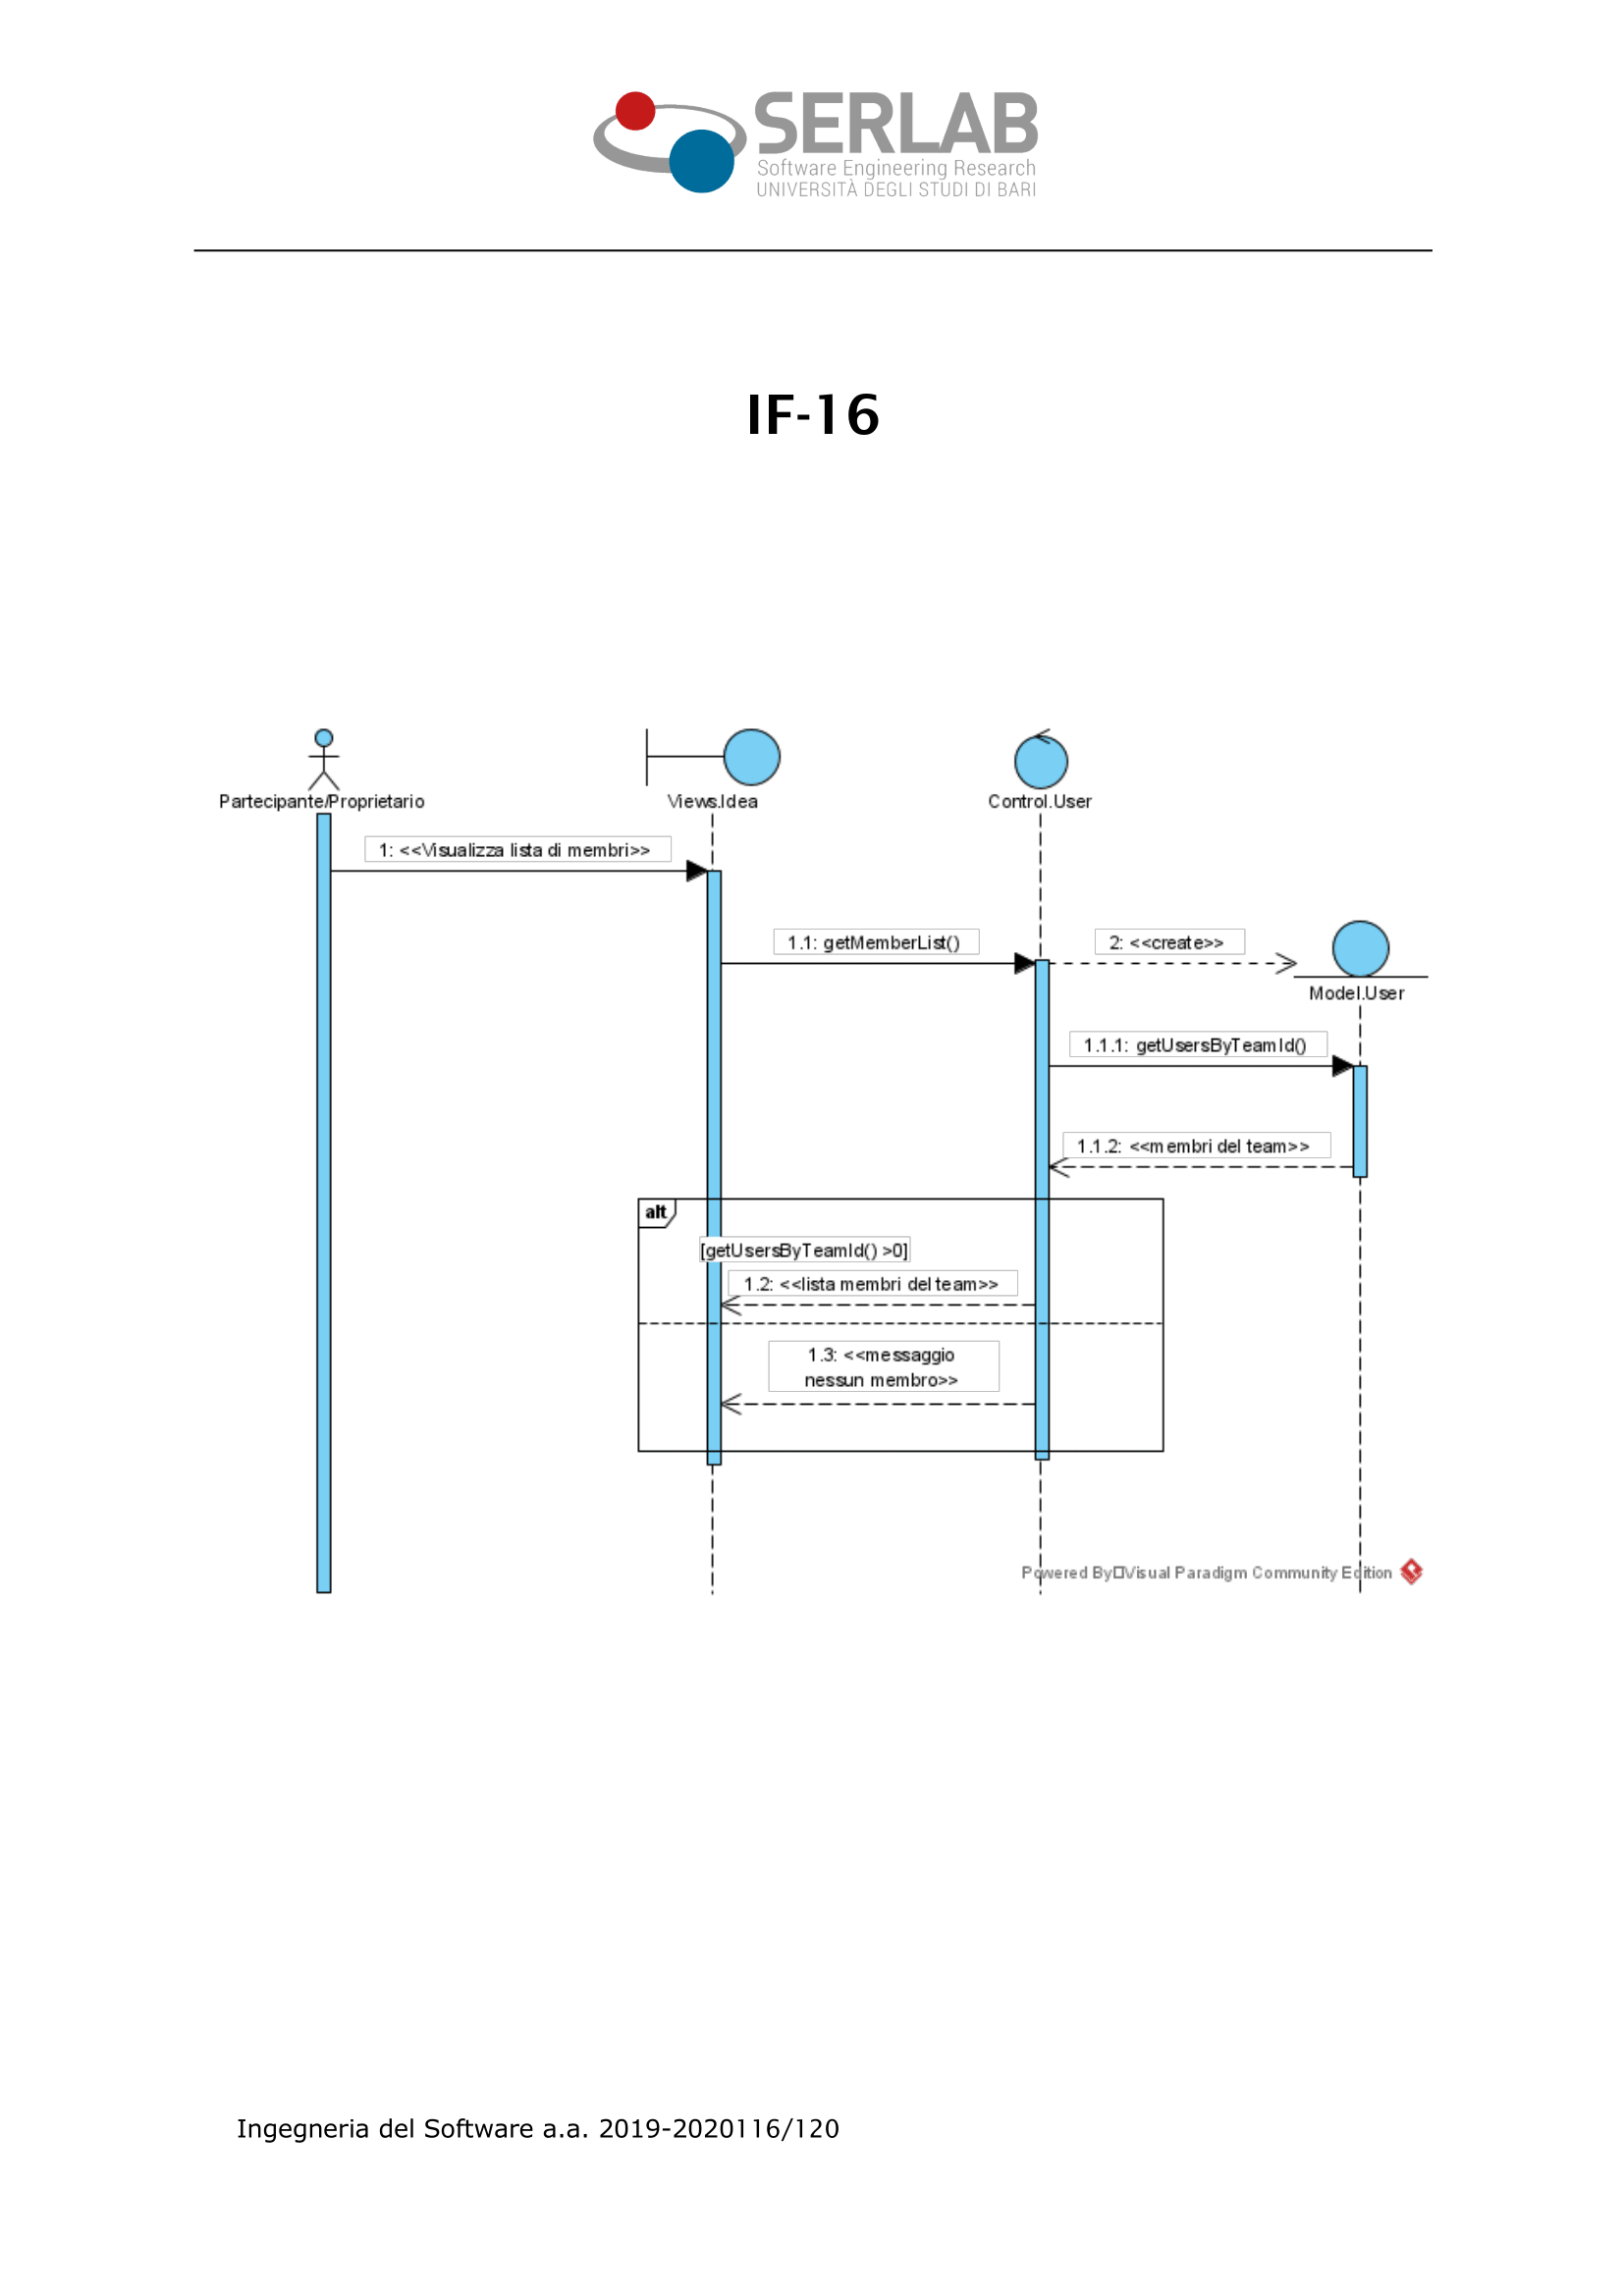 SERLAB
Software Engineering Research
UNIVERSITÀ DEGLI STUDI DI BARI
IF-16
Partecipante/Proprietario
Views.Idea
Control.User
1: <<Visualizza lista di membri>>
1.1: getMemberList()
2: <<create>>
Model.User
1.1.1: getUsersByTeamId()
1.1.2: <<membri del team>>
alt
[getUsersByTeamId() >0]
1.2: <<lista membri del team>>
1.3: <<messaggio
nessun membro>>
Powered By Visual Paradigm Community Edition
Ingegneria del Software a.a. 2019-2020116/120